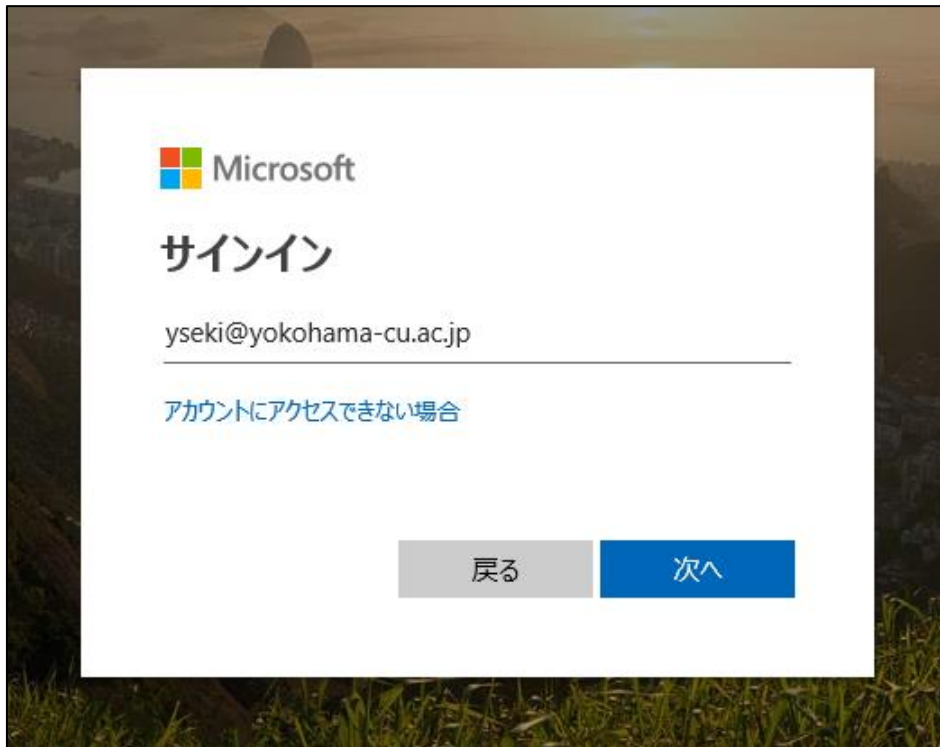 Microsoft
サインイン
yseki@yokohama-cu.ac.jp
アカウントにアクセスできない場合
戻る 次へ